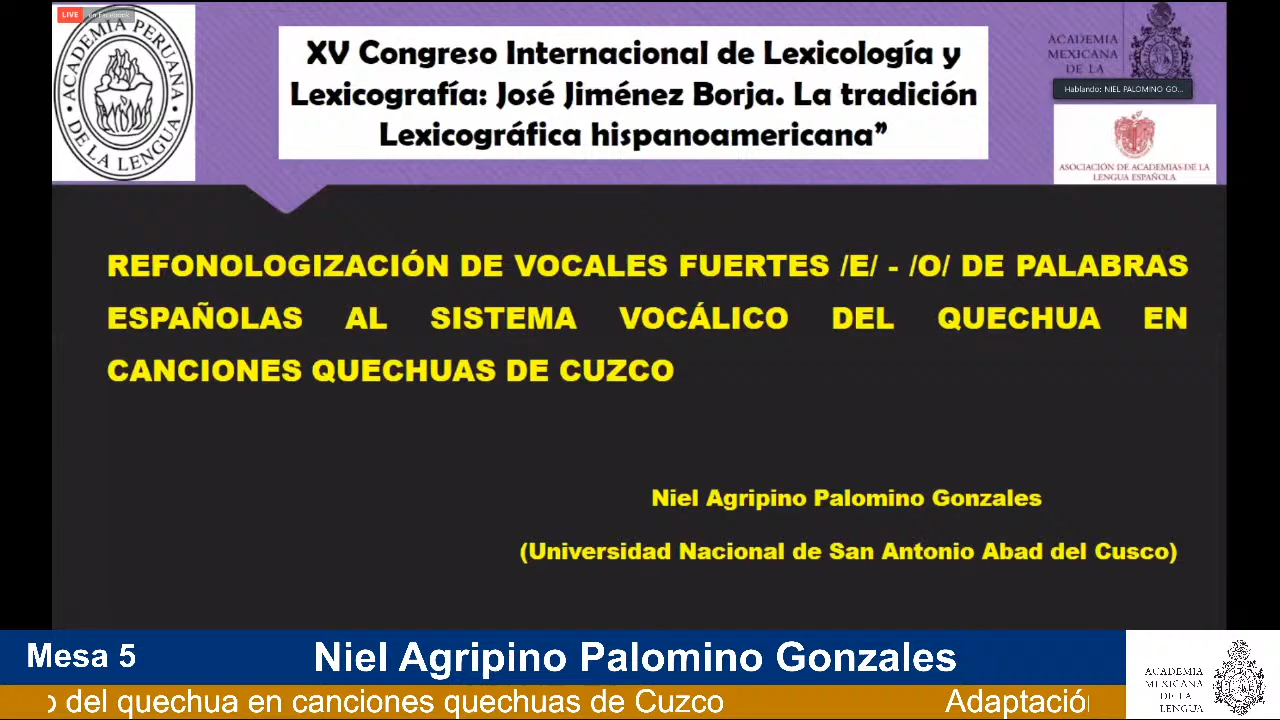 LIVE
en Facebook
ACADEMIA PERUANA
DE LA LENGUA
XV Congreso Internacional de Lexicología y
Lexicografía: José Jiménez Borja. La tradición
Lexicográfica hispanoamericana”
ACADEMIA
MEXICANA
DE LA
Hablando: NIEL PALOMINO GO...
ASOCIACIÓN DE ACADEMIAS DE LA
LENGUA ESPAÑOLA
REFONOLOGIZACIÓN DE VOCALES FUERTES /E/ - /O/ DE PALABRAS
ESPAÑOLAS AL SISTEMA VOCÁLICO DEL QUECHUA EN
CANCIONES QUECHUAS DE CUZCO
Niel Agripino Palomino Gonzales
(Universidad Nacional de San Antonio Abad del Cusco)
Mesa 5
Niel Agripino Palomino Gonzales
o del quechua en canciones quechuas de Cuzco
Adaptación
ACADEMIA
MEXICANA
DE LA
LENGUA